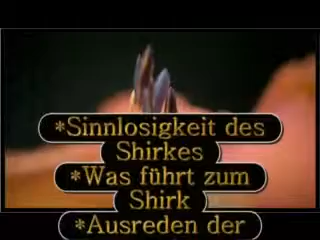 *Sinnlosigkeit des
Shirkes
*Was führt zum
Shirk
*Ausreden der